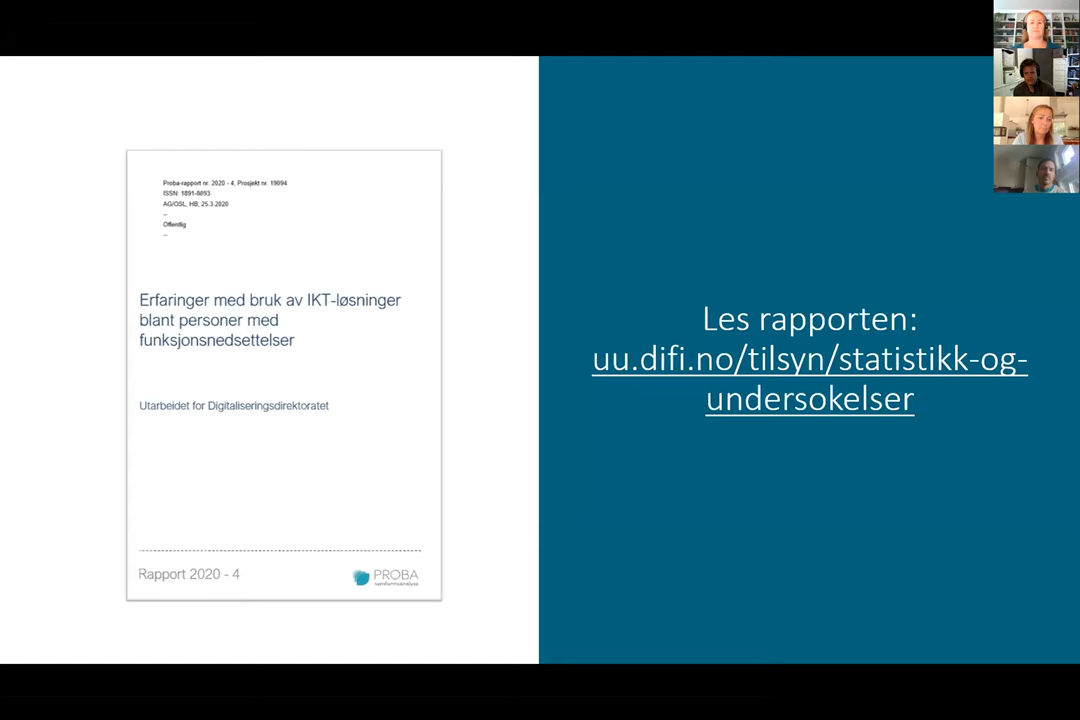 Proba-rapport nr. 2020 - 4, Prosjekt nr. 19094
ISSN: 1891-8093
AG/OSL, HB, 25.3.2020
--
Offentlig
--
Erfaringer med bruk av IKT-løsninger
blant personer med
funksjonsnedsettelser
Utarbeidet for Digitaliseringsdirektoratet
Rapport 2020 - 4
PROBA
samfunnsanalyse
Les rapporten:
uu.difi.no/tilsyn/statistikk-og-
undersokelser